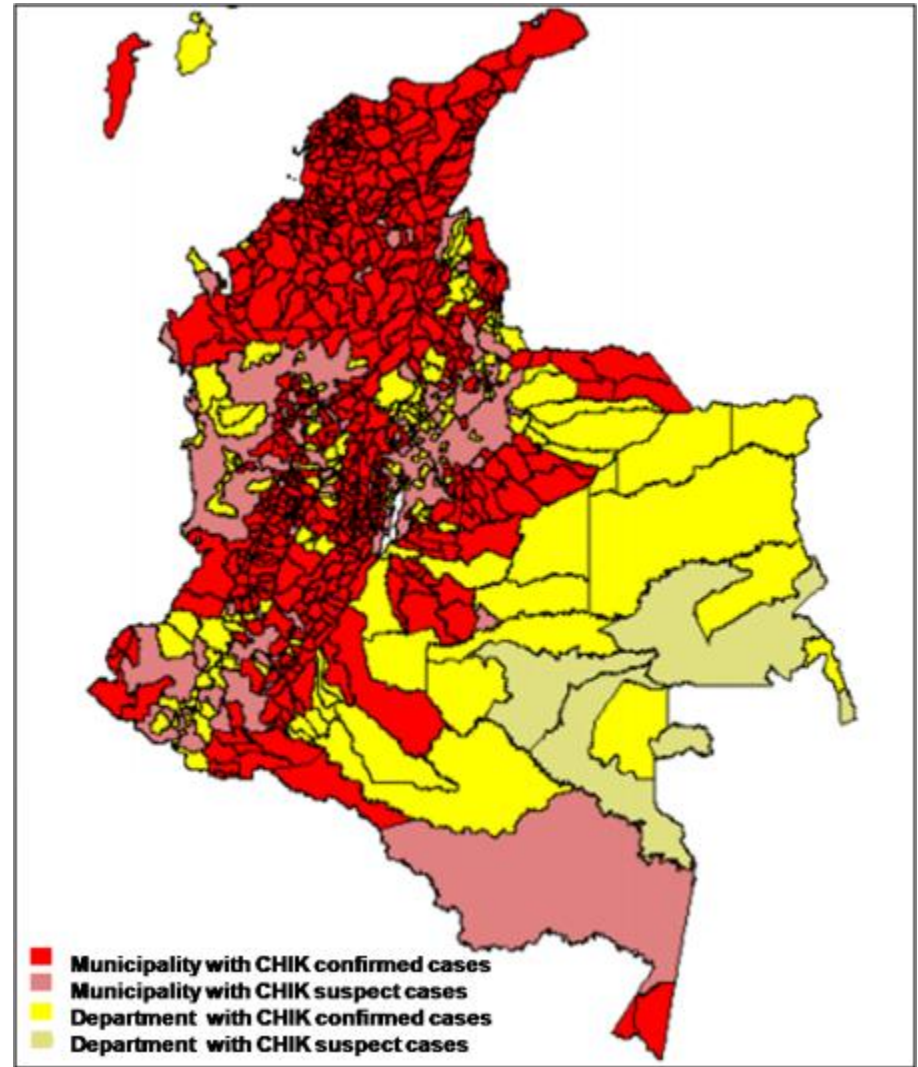 Municipality with CHIK confirmed cases
Municipality with CHIK suspect cases
Department with CHIK confirmed cases
Department with CHIK suspect cases